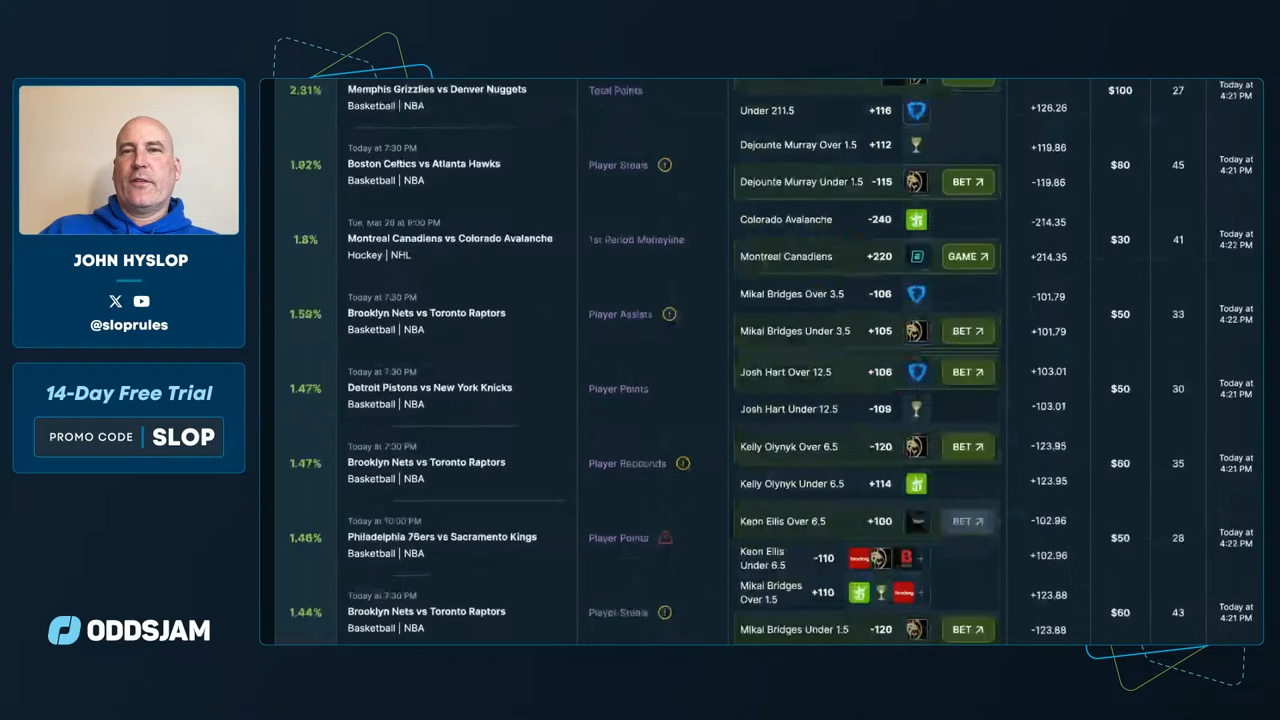 JOHN HYSLOP
@sloprules
14-Day Free Trial
PROMO CODE SLOP
ODDSJAM
2.31%
Memphis Grizzlies vs Denver Nuggets
Basketball | NBA
Total Points
Under 211.5 +116
+126.26
$100
27
Today at
4:21 PM
1.92%
Today at 7:30 PM
Boston Celtics vs Atlanta Hawks
Basketball | NBA
Player Steals
Dejounte Murray Over 1.5 +112
Dejounte Murray Under 1.5 -115 BET
+119.86
-119.86
$80
45
Today at
4:21 PM
1.8%
Tue, Mar 26 at 9:00 PM
Montreal Canadiens vs Colorado Avalanche
Hockey | NHL
1st Period Moneyline
Colorado Avalanche -240
Montreal Canadiens +220 GAME
-214.35
+214.35
$30
41
Today at
4:22 PM
1.59%
Today at 7:30 PM
Brooklyn Nets vs Toronto Raptors
Basketball | NBA
Player Assists
Mikal Bridges Over 3.5 -106
Mikal Bridges Under 3.5 +105 BET
-101.79
+101.79
$50
33
Today at
4:22 PM
1.47%
Today at 7:30 PM
Detroit Pistons vs New York Knicks
Basketball | NBA
Player Points
Josh Hart Over 12.5 +106 BET
Josh Hart Under 12.5 -109
+103.01
-103.01
$50
30
Today at
4:21 PM
1.47%
Today at 7:30 PM
Brooklyn Nets vs Toronto Raptors
Basketball | NBA
Player Rebounds
Kelly Olynyk Over 6.5 -120 BET
Kelly Olynyk Under 6.5 +114
-123.95
+123.95
$60
35
Today at
4:21 PM
1.46%
Today at 10:00 PM
Philadelphia 76ers vs Sacramento Kings
Basketball | NBA
Player Points
Keon Ellis Over 6.5 +100 BET
Keon Ellis
Under 6.5 -110
-102.96
+102.96
$50
28
Today at
4:22 PM
1.44%
Today at 7:30 PM
Brooklyn Nets vs Toronto Raptors
Basketball | NBA
Player Steals
Mikal Bridges
Over 1.5 +110
Mikal Bridges Under 1.5 -120 BET
+123.88
-123.88
$60
43
Today at
4:21 PM